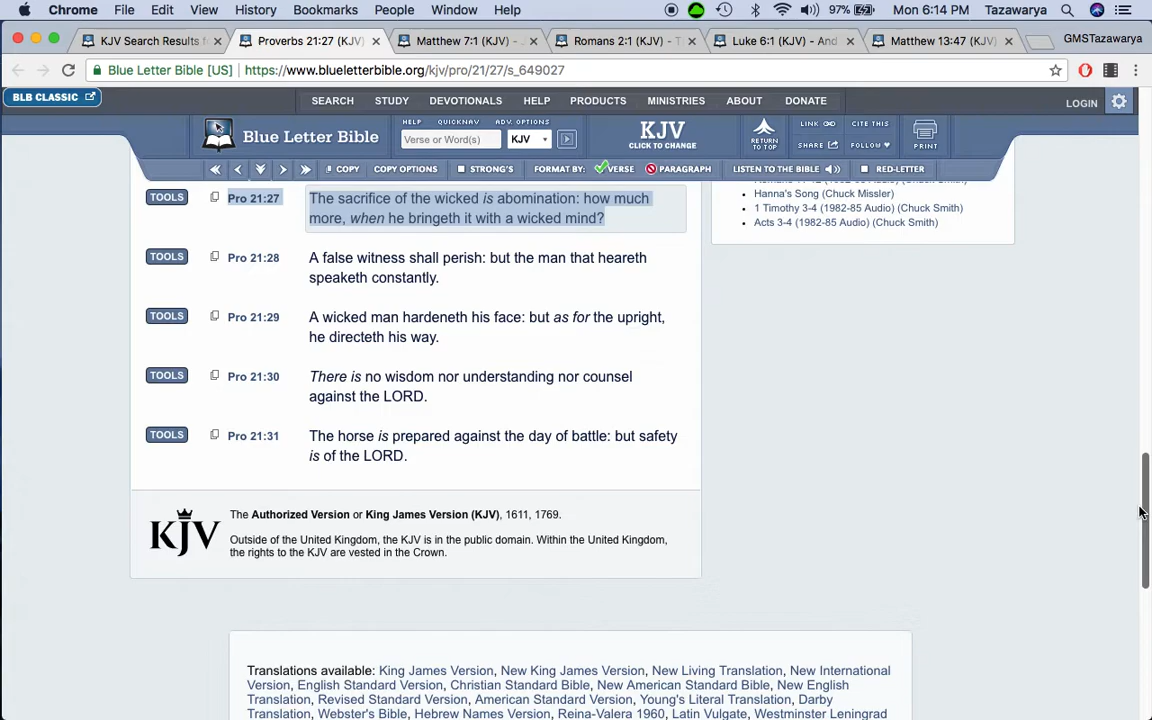 Chrome File Edit View History Bookmarks People Window Help 97% Mon 6:14 PM Tazawarya
KJV Search Results f Proverbs 21:27 (KJV) Matthew 7:1 (KJV) - J Romans 2:1 (KJV) - T Luke 6:1 (KJV) - And Matthew 13:47 (KJV) GMSTazawarya
Blue Letter Bible [US] https://www.blueletterbible.org/kjv/pro/21/27/s_649027
BLB CLASSIC SEARCH STUDY DEVOTIONALS HELP PRODUCTS MINISTRIES ABOUT DONATE LOGIN
HELP QUICKNAV ADV. OPTIONS
Blue Letter Bible Verse or Word(s) KJV
KJV
CLICK TO CHANGE
RETURN
TO TOP
LINK CITE THIS
SHARE FOLLOW PRINT
COPY COPY OPTIONS STRONG'S FORMAT BY: VERSE PARAGRAPH LISTEN TO THE BIBLE RED-LETTER
TOOLS Pro 21:27 The sacrifice of the wicked is abomination: how much
more, when he bringeth it with a wicked mind?
Hanna's Song (Chuck Missler)
1 Timothy 3-4 (1982-85 Audio) (Chuck Smith)
Acts 3-4 (1982-85 Audio) (Chuck Smith)
TOOLS Pro 21:28 A false witness shall perish: but the man that heareth
speaketh constantly.
TOOLS Pro 21:29 A wicked man hardeneth his face: but as for the upright,
he directeth his way.
TOOLS Pro 21:30 There is no wisdom nor understanding nor counsel
against the LORD.
TOOLS Pro 21:31 The horse is prepared against the day of battle: but safety
is of the LORD.
KJV
The Authorized Version or King James Version (KJV), 1611, 1769.
Outside of the United Kingdom, the KJV is in the public domain. Within the United Kingdom,
the rights to the KJV are vested in the Crown.
Translations available: King James Version, New King James Version, New Living Translation, New International
Version, English Standard Version, Christian Standard Bible, New American Standard Bible, New English
Translation, Revised Standard Version, American Standard Version, Young's Literal Translation, Darby
Translation, Webster's Bible, Hebrew Names Version, Reina-Valera 1960, Latin Vulgate, Westminster Leningrad